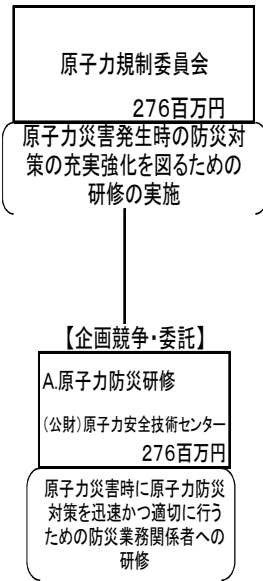 原子力規制委員会
276百万円
原子力災害発生時の防災対
策の充実強化を図るための
研修の実施
【企画競争・委託】
A.原子力防災研修
(公財)原子力安全技術センター
276百万円
原子力災害時に原子力防災
対策を迅速かつ適切に行う
ための防災業務関係者への
研修